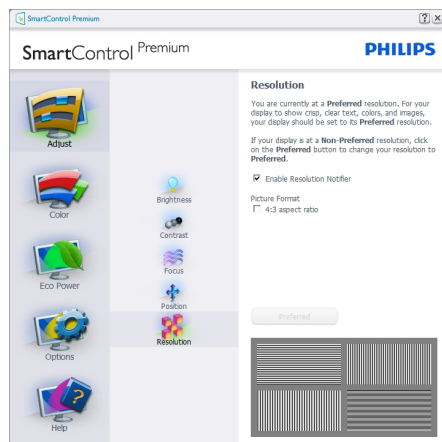 SmartControl Premium
SmartControl Premium
PHILIPS
Adjust
Color
Eco Power
Options
Help
Brightness
Contrast
Focus
Position
Resolution
Resolution
You are currently at a Preferred resolution. For your
display to show crisp, clear text, colors, and images,
your display should be set to its Preferred resolution.
If your display is at a Non-Preferred resolution, click
on the Preferred button to change your resolution to
Preferred.
Enable Resolution Notifier
Picture Format
4:3 aspect ratio
Preferred